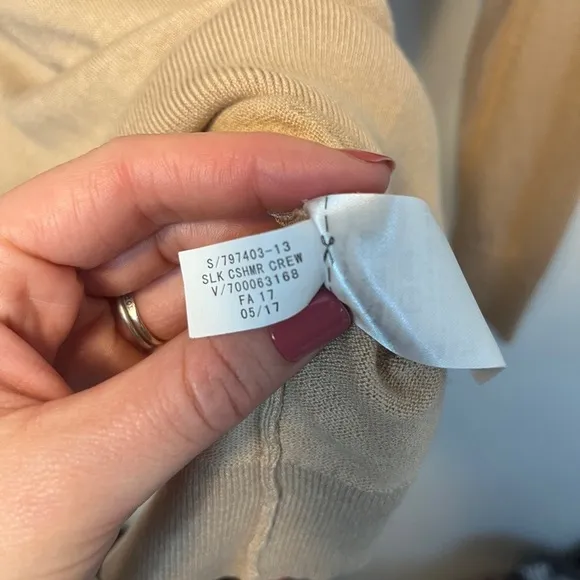 S/797403-13
SLK CSHMR CREW
V/700063168
FA 17
05/17